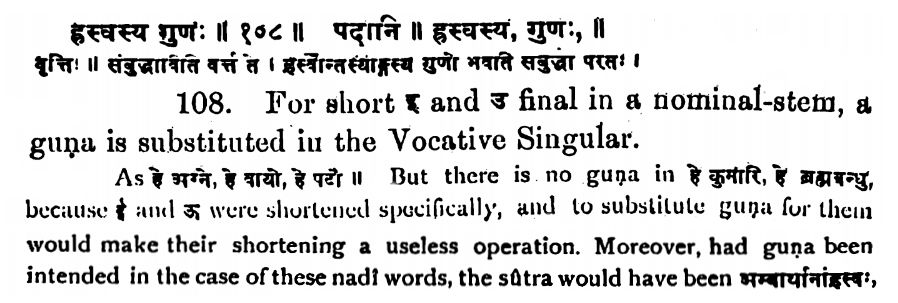 ह्रस्वस्य गुणः ॥ १०८ ॥ पदानि ॥ ह्रस्वस्य, गुणः, ॥
वृत्तिः ॥ संबुद्धाविति वर्त्तते । ह्रस्वान्तस्याङ्गस्य गुणो भवति संबुद्धौ परतः ।
108. For short इ and उ final in a nominal-stem, a
guṇa is substituted in the Vocative Singular.
As हे अग्ने, हे वायो, हे पटो ॥ But there is no guṇa in हे कुमारि, हे ब्रह्मबन्धु,
because ई and ऊ were shortened specifically, and to substitute guṇa for them
would make their shortening a useless operation. Moreover, had guṇa been
intended in the case of these nadî words, the sûtra would have been अम्बार्थानांह्रस्वः,